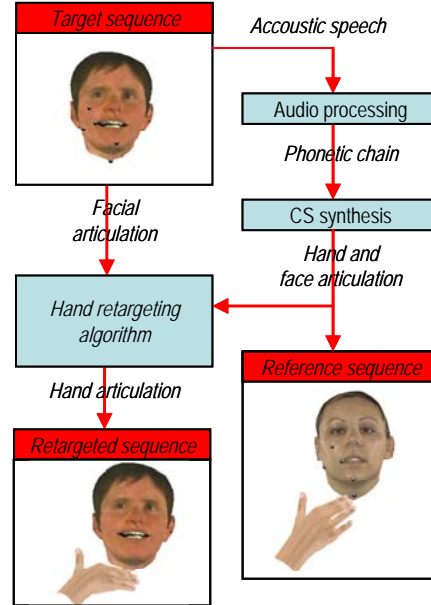 Target sequence
Accoustic speech
Audio processing
Phonetic chain
CS synthesis
Facial
articulation
Hand and
face articulation
Hand retargeting
algorithm
Hand articulation
Reference sequence
Retargeted sequence